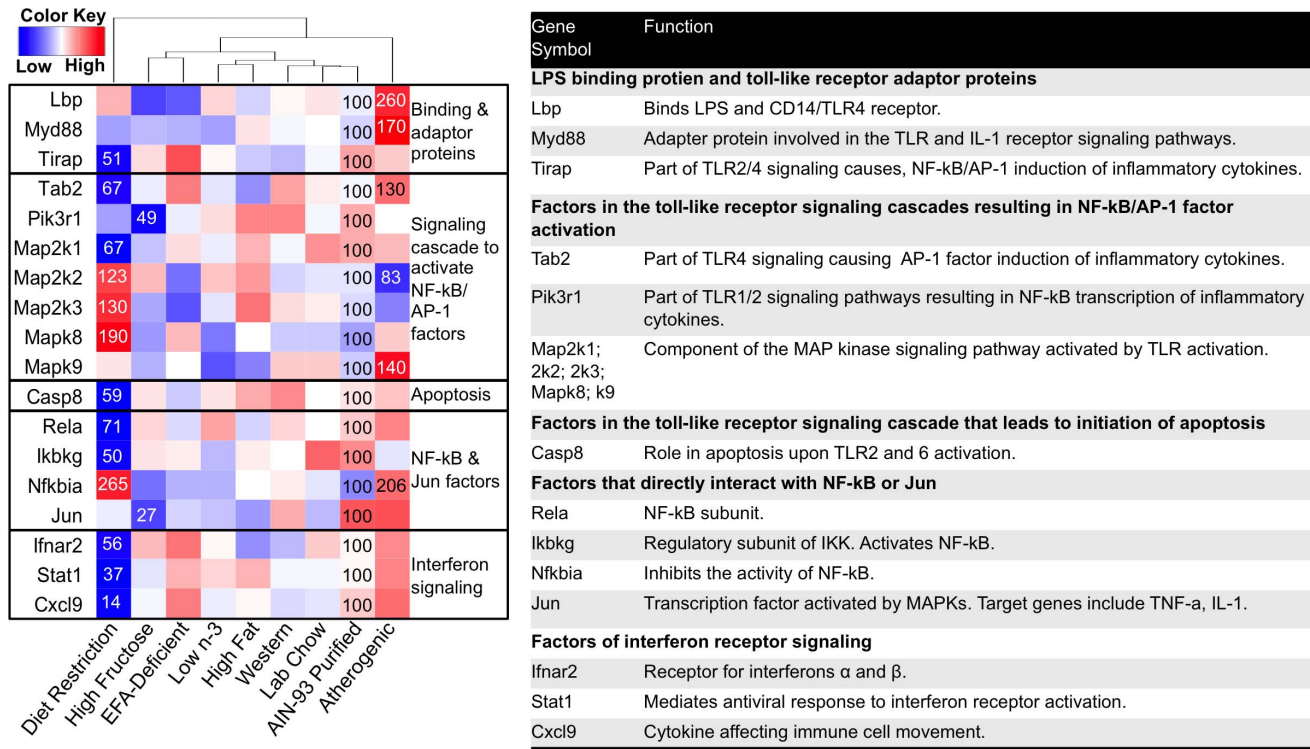 Color Key
Low High
Lbp 100 260
Myd88 100 170
Tirap 51 100
Binding &
adaptor
proteins
Tab2 67 100 130
Pik3r1 49 100
Map2k1 67 100
Map2k2 123 100 83
Map2k3 130 100
Mapk8 190 100
Mapk9 100 140
Signaling
cascade to
activate
NF-kB/
AP-1
factors
Casp8 59 100 Apoptosis
Rela 71 100
Ikbkg 50 100
Nfkbia 265 100 206
Jun 27 100
NF-kB &
Jun factors
Ifnar2 56 100
Stat1 37 100
Cxcl9 14 100
Interferon
signaling
Diet Restriction
High Fructose
EFA-Deficient
Low n-3
High Fat
Western
Lab Chow
AIN-93 Purified
Atherogenic
Gene Function
Symbol
LPS binding protien and toll-like receptor adaptor proteins
Lbp Binds LPS and CD14/TLR4 receptor.
Myd88 Adapter protein involved in the TLR and IL-1 receptor signaling pathways.
Tirap Part of TLR2/4 signaling causes, NF-kB/AP-1 induction of inflammatory cytokines.
Factors in the toll-like receptor signaling cascades resulting in NF-kB/AP-1 factor
activation
Tab2 Part of TLR4 signaling causing AP-1 factor induction of inflammatory cytokines.
Pik3r1 Part of TLR1/2 signaling pathways resulting in NF-kB transcription of inflammatory
cytokines.
Map2k1; Component of the MAP kinase signaling pathway activated by TLR activation.
2k2; 2k3;
Mapk8; k9
Factors in the toll-like receptor signaling cascade that leads to initiation of apoptosis
Casp8 Role in apoptosis upon TLR2 and 6 activation.
Factors that directly interact with NF-kB or Jun
Rela NF-kB subunit.
Ikbkg Regulatory subunit of IKK. Activates NF-kB.
Nfkbia Inhibits the activity of NF-kB.
Jun Transcription factor activated by MAPKs. Target genes include TNF-a, IL-1.
Factors of interferon receptor signaling
Ifnar2 Receptor for interferons α and β.
Stat1 Mediates antiviral response to interferon receptor activation.
Cxcl9 Cytokine affecting immune cell movement.